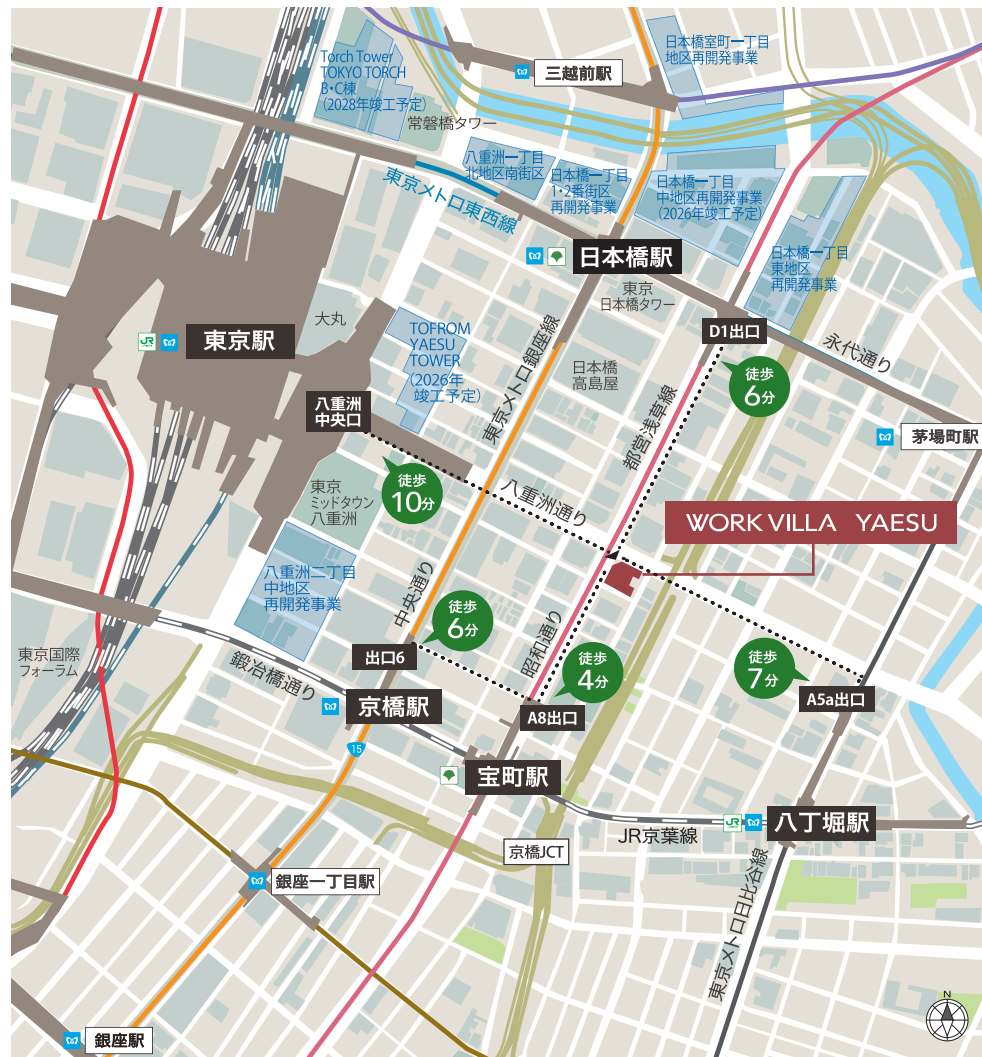 Torch Tower
TOKYO TORCH
B・C棟
(2028年竣工予定)
常磐橋タワー
三越前駅
日本橋室町一丁目
地区再開発事業
東京メトロ東西線
八重洲一丁目
北地区南街区
日本橋一丁目
1・2番街区
再開発事業
日本橋一丁目
中地区再開発事業
(2026年竣工予定)
日本橋一丁目
東地区
再開発事業
日本橋駅
東京
日本橋タワー
D1出口
永代通り
徒歩
6分
茅場町駅
大丸
JR
東京駅
TOFROM
YAESU
TOWER
(2026年
竣工予定)
東京メトロ銀座線
日本橋
高島屋
都営浅草線
八重洲
中央口
徒歩
10分
八重洲通り
東京
ミッドタウン
八重洲
WORK VILLA YAESU
八重洲二丁目
中地区
再開発事業
中央通り
徒歩
6分
昭和通り
徒歩
4分
徒歩
7分
東京国際
フォーラム
鍛冶橋通り
出口6
京橋駅
A8出口
A5a出口
15
宝町駅
JR
八丁堀駅
JR京葉線
京橋JCT
銀座一丁目駅
東京メトロ日比谷線
銀座駅
N